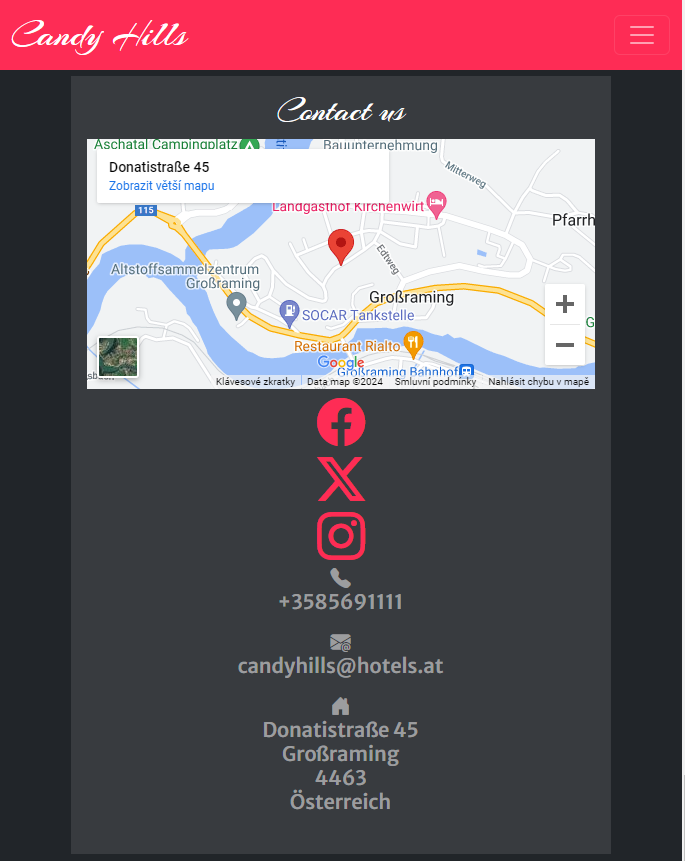 Candy Hills
Contact us
Aschatal Campingplatz
Bauunternehmung
Donatistraße 45
Zobrazit větší mapu
Mitterweg
Landgasthof Kirchenwirt
115
Pfarrh
Edtweg
Altstoffsammelzentrum
Großraming
Großraming
SOCAR Tankstelle
G
Restaurant Rialto
Google
Großraming Bahnhof
Klávesové zkratky
Data map ©2024
Smluvní podmínky
Nahlásit chybu v mapě
+3585691111
candyhills@hotels.at
Donatistraße 45
Großraming
4463
Österreich